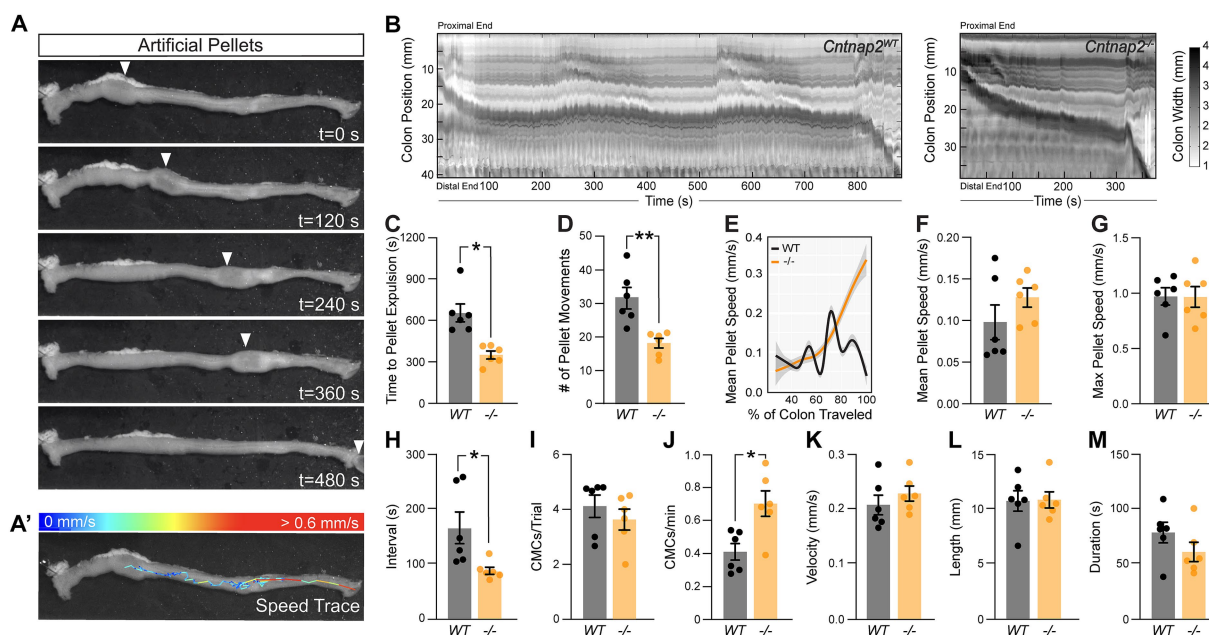 A
Artificial Pellets
t=0 s
t=120 s
t=240 s
t=360 s
t=480 s
A'
0 mm/s > 0.6 mm/s
Speed Trace
B
Proximal End
Cntnap2WT
Colon Position (mm)
10
20
30
40
Distal End 100 200 300 400 500 600 700 800
Time (s)
Proximal End
Cntnap2-/-
Colon Position (mm)
10
20
30
Distal End 100 200 300
Time (s)
4
3
4
2
2
1
1
Colon Width (mm)
C
Time to Pellet Expulsion (s)
1200
900
600
300
0
*
WT -/-
D
# of Pellet Movements
50
40
30
20
10
0
**
WT -/-
E
Mean Pellet Speed (mm/s)
0.4
0.3
0.2
0.1
0
WT
-/-
40 60 80 100
% of Colon Traveled
F
Mean Pellet Speed (mm/s)
0.20
0.15
0.10
0.05
0.00
WT -/-
G
Max Pellet Speed (mm/s)
1.5
1.0
0.5
0.0
WT -/-
H
Interval (s)
300
200
100
0
*
WT -/-
I
CMCs/Trial
6
4
2
0
WT -/-
J
CMCs/min
1.0
0.8
0.6
0.4
0.2
0
*
WT -/-
K
Velocity (mm/s)
0.3
0.2
0.1
0.0
WT -/-
L
Length (mm)
15
10
5
0
WT -/-
M
Duration (s)
150
100
50
0
WT -/-